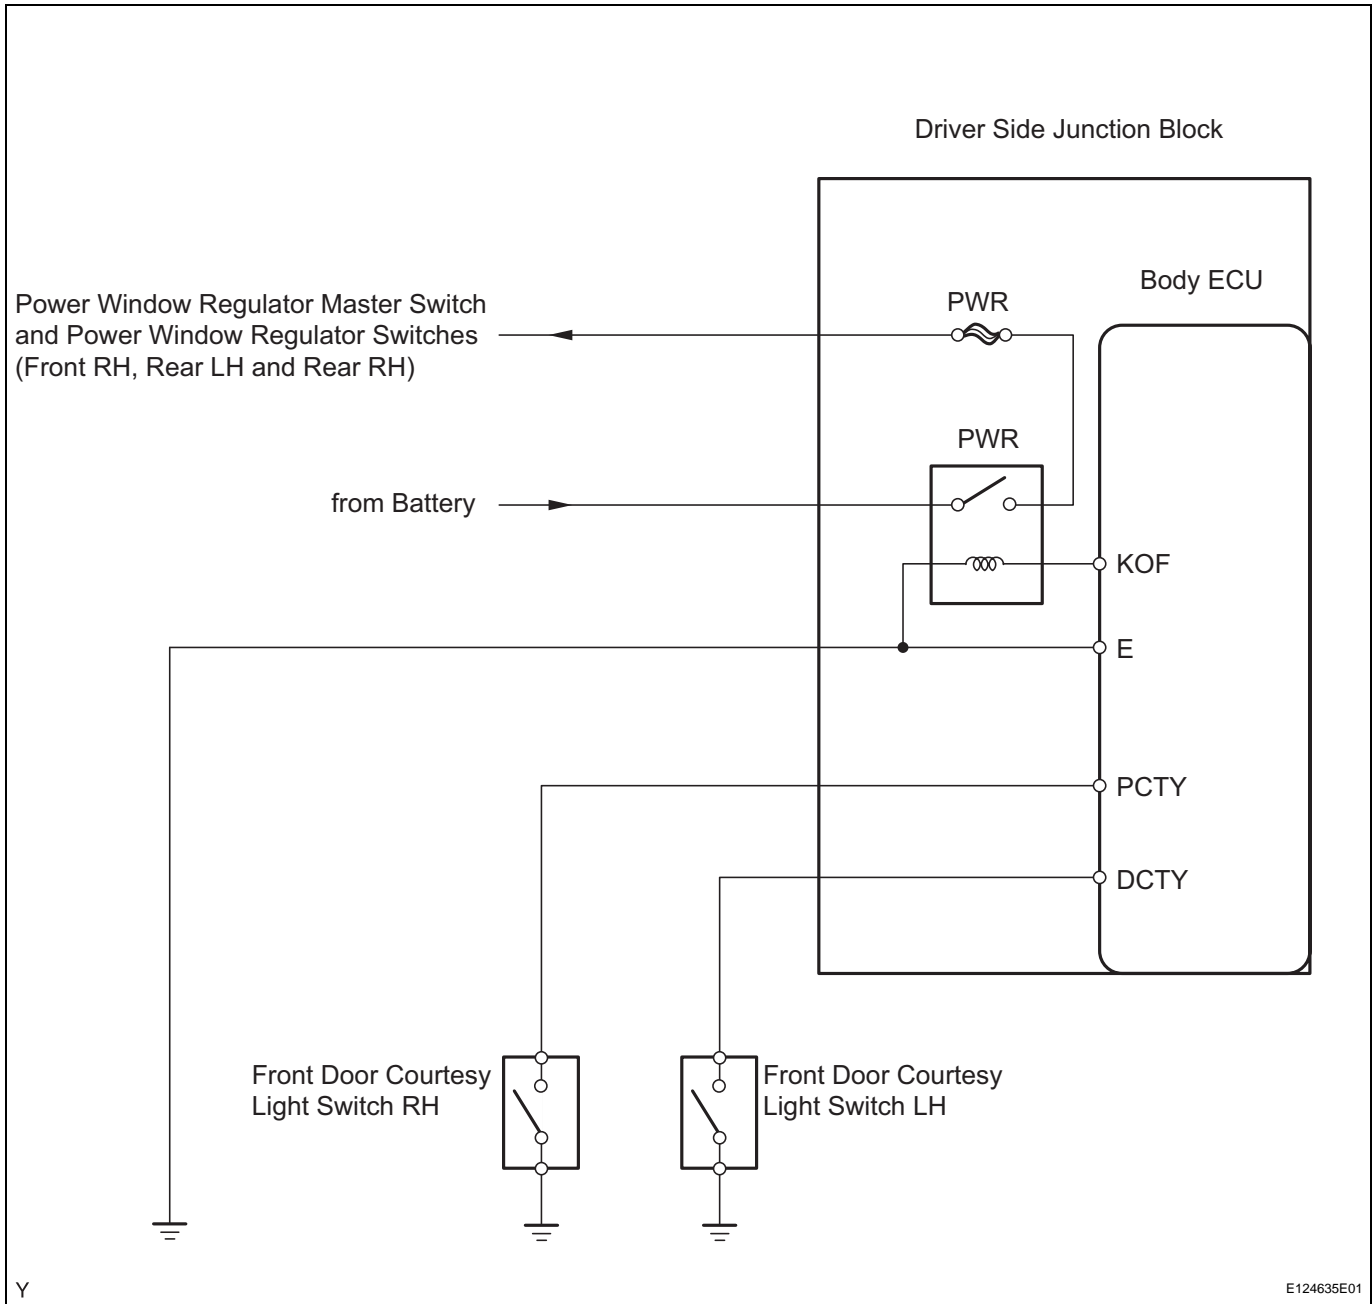 Driver Side Junction Block
Body ECU
PWR
Power Window Regulator Master Switch
and Power Window Regulator Switches
(Front RH, Rear LH and Rear RH)
PWR
from Battery
KOF
E
PCTY
DCTY
Front Door Courtesy
Light Switch RH
Front Door Courtesy
Light Switch LH
Y
E124635E01